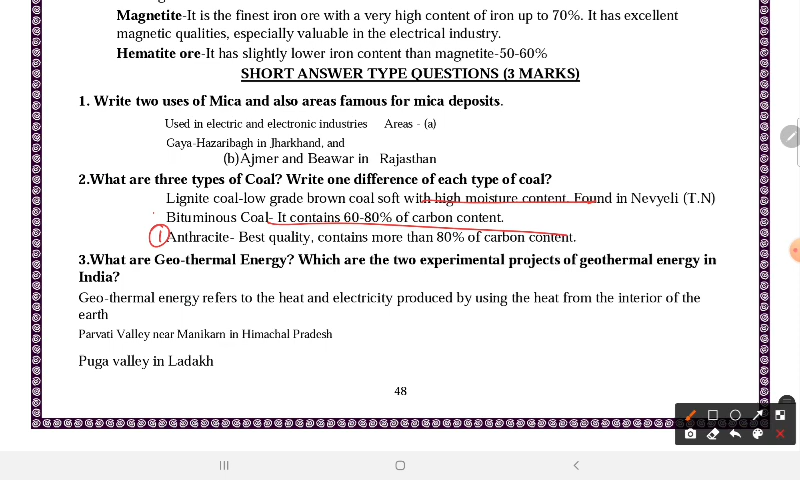 Magnetite-It is the finest iron ore with a very high content of iron up to 70%. It has excellent
magnetic qualities, especially valuable in the electrical industry.
Hematite ore-It has slightly lower iron content than magnetite-50-60%
SHORT ANSWER TYPE QUESTIONS (3 MARKS)
1. Write two uses of Mica and also areas famous for mica deposits.
Used in electric and electronic industries Areas - (a)
Gaya-Hazaribagh in Jharkhand, and
(b)Ajmer and Beawar in Rajasthan
2.What are three types of Coal? Write one difference of each type of coal?
Lignite coal-low grade brown coal soft with high moisture content. Found in Nevyeli (T.N)
Bituminous Coal- It contains 60-80% of carbon content.
1 Anthracite- Best quality, contains more than 80% of carbon content.
3.What are Geo-thermal Energy? Which are the two experimental projects of geothermal energy in
India?
Geo-thermal energy refers to the heat and electricity produced by using the heat from the interior of the
earth
Parvati Valley near Manikarn in Himachal Pradesh
Puga valley in Ladakh
48